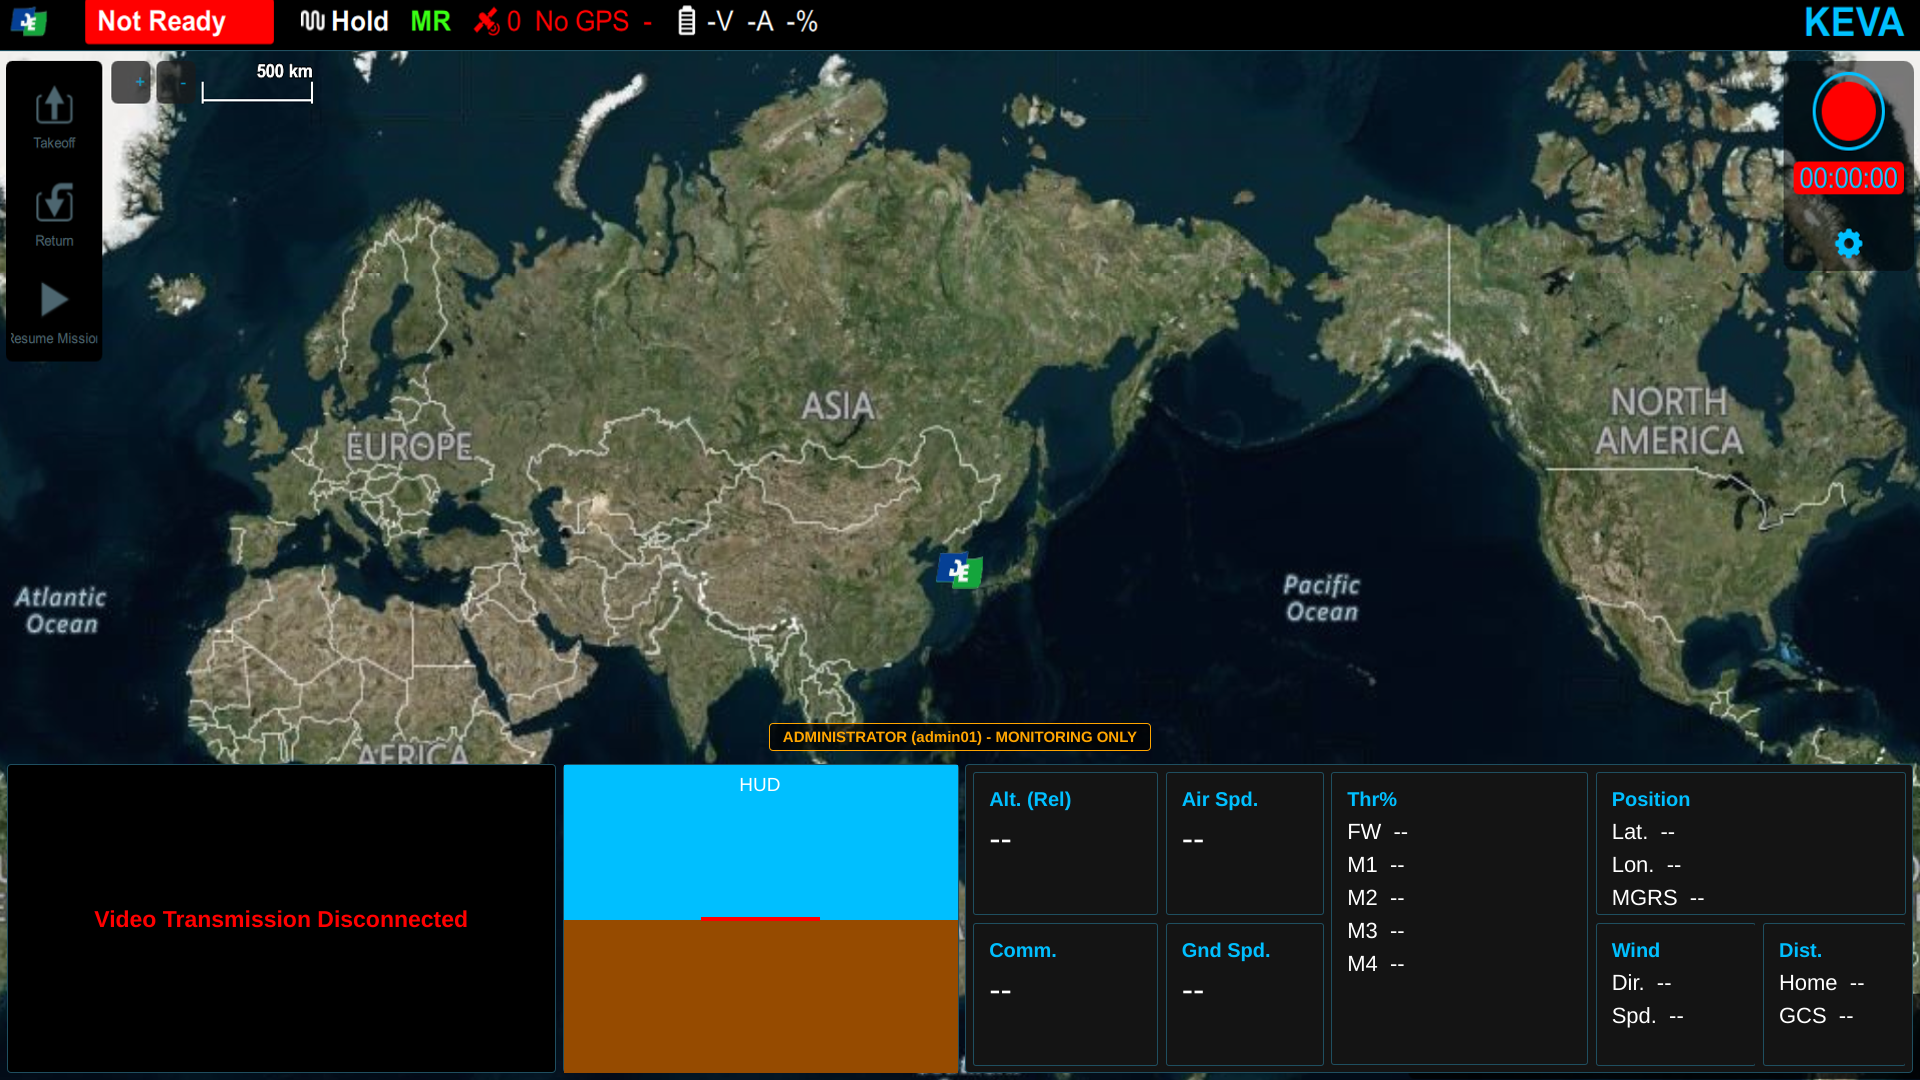 Not Ready
Hold
MR
0 No GPS -
-V -A -%
KEVA
+
-
500 km
Takeoff
Return
Resume Mission
00:00:00
ASIA
EUROPE
NORTH
AMERICA
Atlantic
Ocean
Pacific
Ocean
AFRICA
ADMINISTRATOR (admin01) - MONITORING ONLY
Video Transmission Disconnected
HUD
Alt. (Rel)
--
Air Spd.
--
Comm.
--
Gnd Spd.
--
Thr%
FW --
M1 --
M2 --
M3 --
M4 --
Position
Lat. --
Lon. --
MGRS --
Wind
Dir. --
Spd. --
Dist.
Home --
GCS --